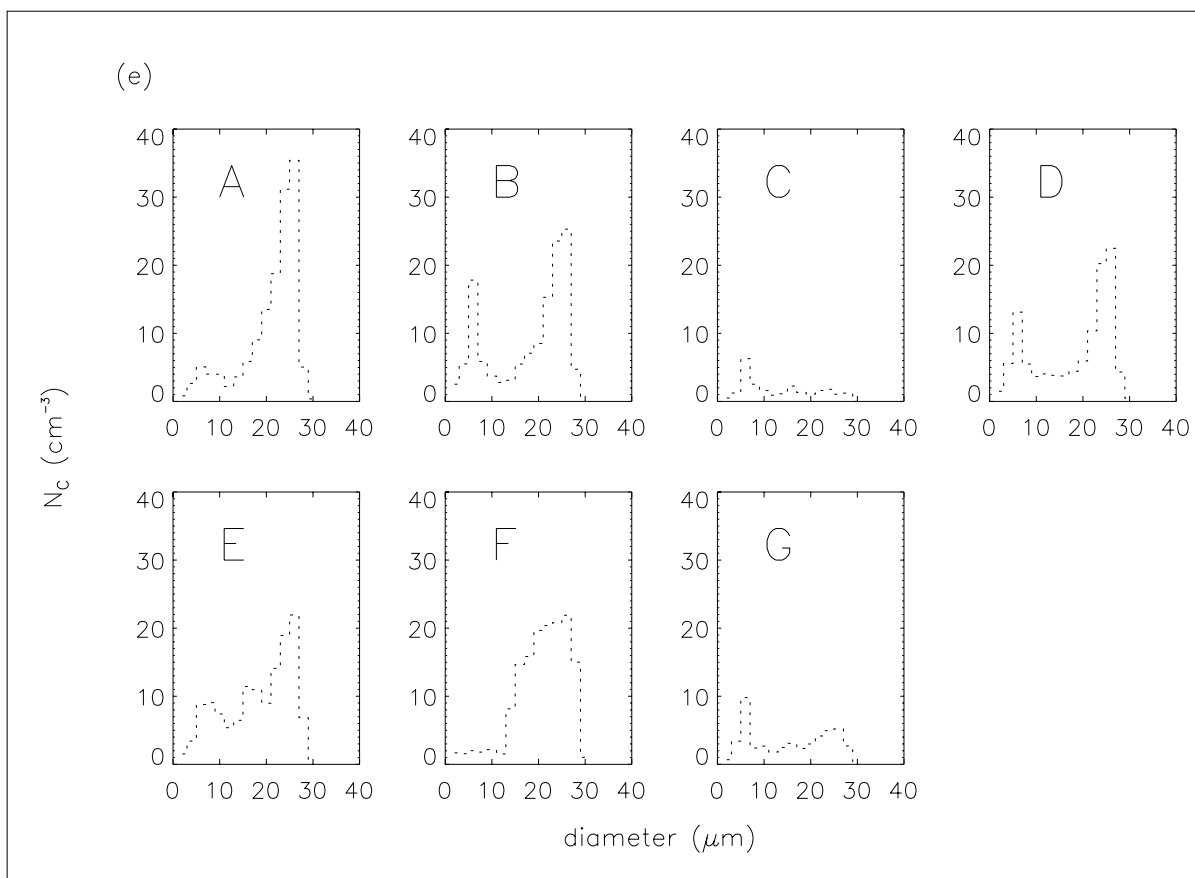 (e)
40 40 40 40
30 30 30 30
20 20 20 20
10 10 10 10
0 0 0 0
A B C D
0 10 20 30 40 0 10 20 30 40 0 10 20 30 40 0 10 20 30 40
N_C (cm⁻³)
40 40 40
30 30 30
20 20 20
10 10 10
0 0 0
E F G
0 10 20 30 40 0 10 20 30 40 0 10 20 30 40
diameter (μm)